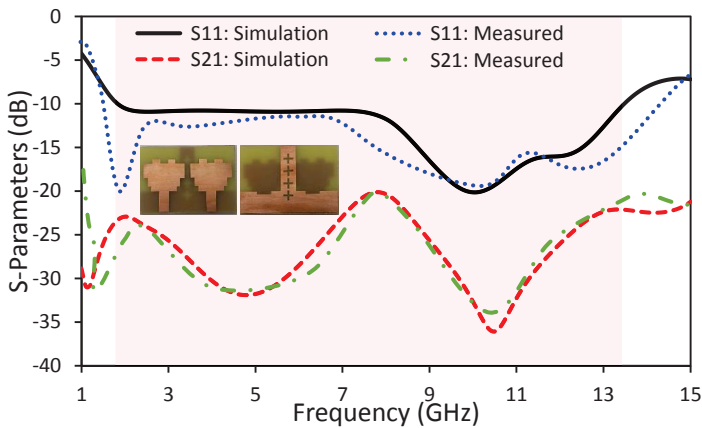 0
-5
-10
-15
-20
-25
-30
-35
-40
S-Parameters (dB)
S11: Simulation
S11: Measured
S21: Simulation
S21: Measured
1
3
5
7
9
11
13
15
Frequency (GHz)